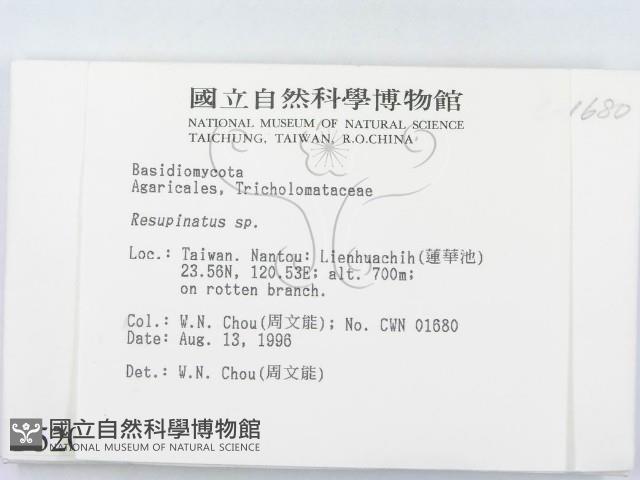 國立自然科學博物館
NATIONAL MUSEUM OF NATURAL SCIENCE
TAICHUNG, TAIWAN, R.O.CHINA
1680
Basidiomycota
Agaricales, Tricholomataceae
Resupinatus sp.
Loc.: Taiwan. Nantou: Lienhuachih(蓮華池)
23.56N, 120.53E; alt. 700m;
on rotten branch.
Col.: W.N. Chou(周文能); No. CWN 01680
Date: Aug. 13, 1996
Det.: W.N. Chou(周文能)
國立自然科學博物館
NATIONAL MUSEUM OF NATURAL SCIENCE